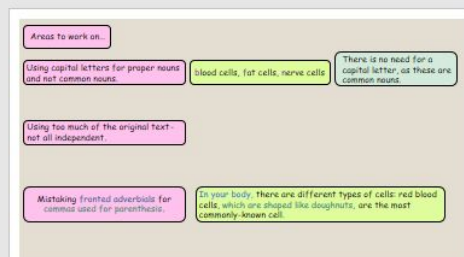 Areas to work on...
Using capital letters for proper nouns
and not common nouns.
blood cells, fat cells, nerve cells
There is no need for a
capital letter, as these are
common nouns.
Using too much of the original text-
not all independent.
Mistaking fronted adverbials for
commas used for parenthesis.
In your body, there are different types of cells: red blood
cells, which are shaped like doughnuts, are the most
commonly-known cell.